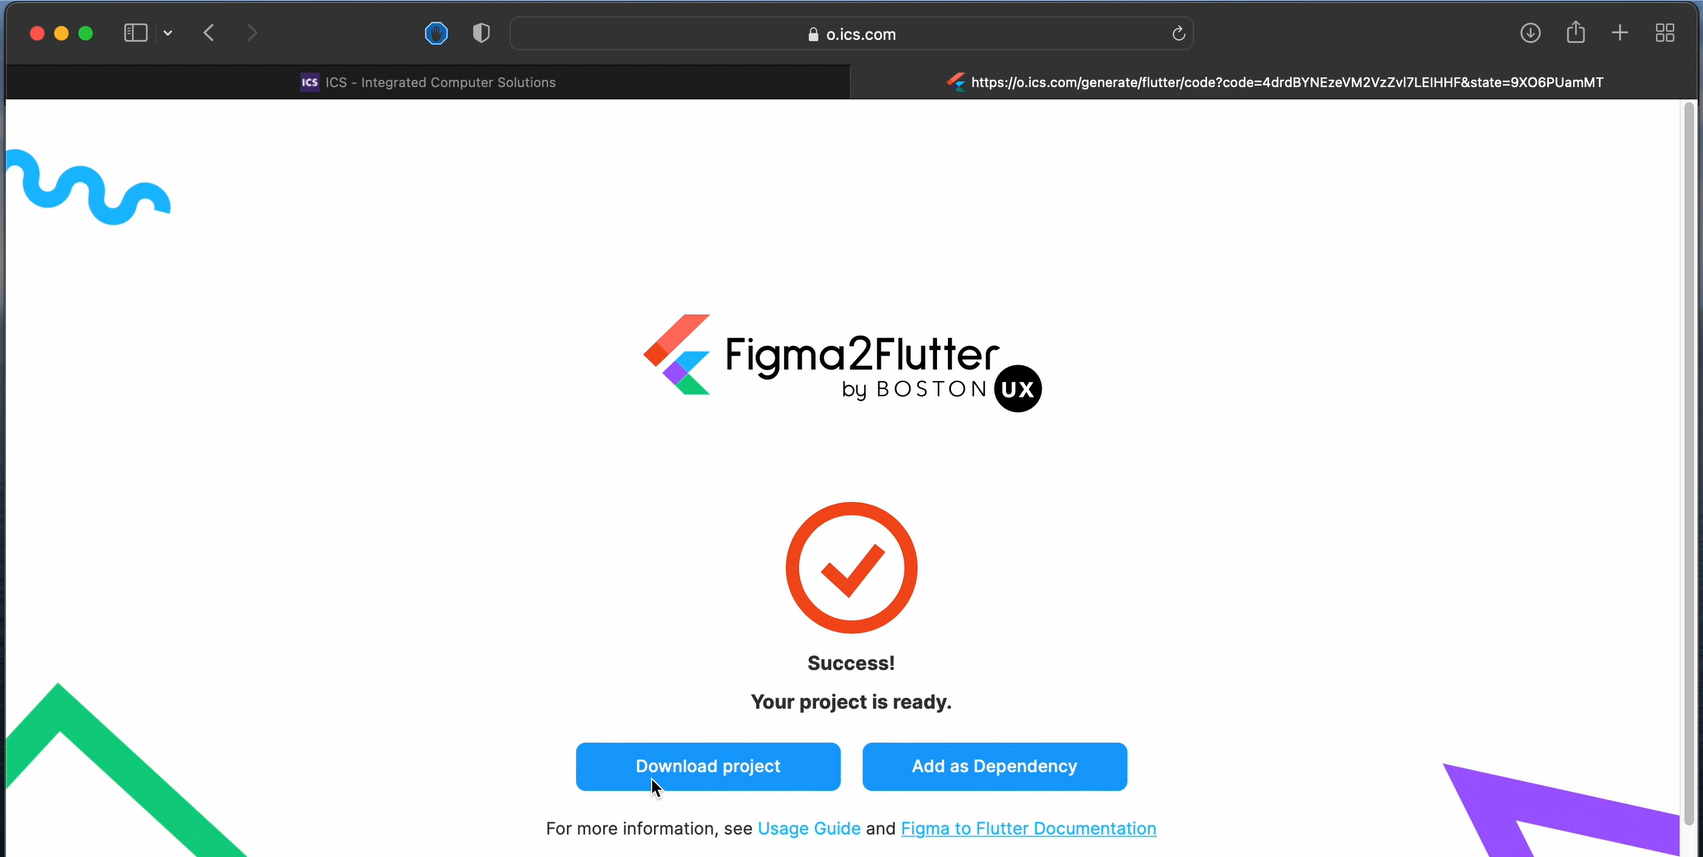 o.ics.com
ICS ICS - Integrated Computer Solutions
https://o.ics.com/generate/flutter/code?code=4drdBYNEzeVM2VzZvl7LEIHHF&state=9XO6PUamMT
Figma2Flutter
by BOSTON UX
Success!
Your project is ready.
Download project
Add as Dependency
For more information, see Usage Guide and Figma to Flutter Documentation